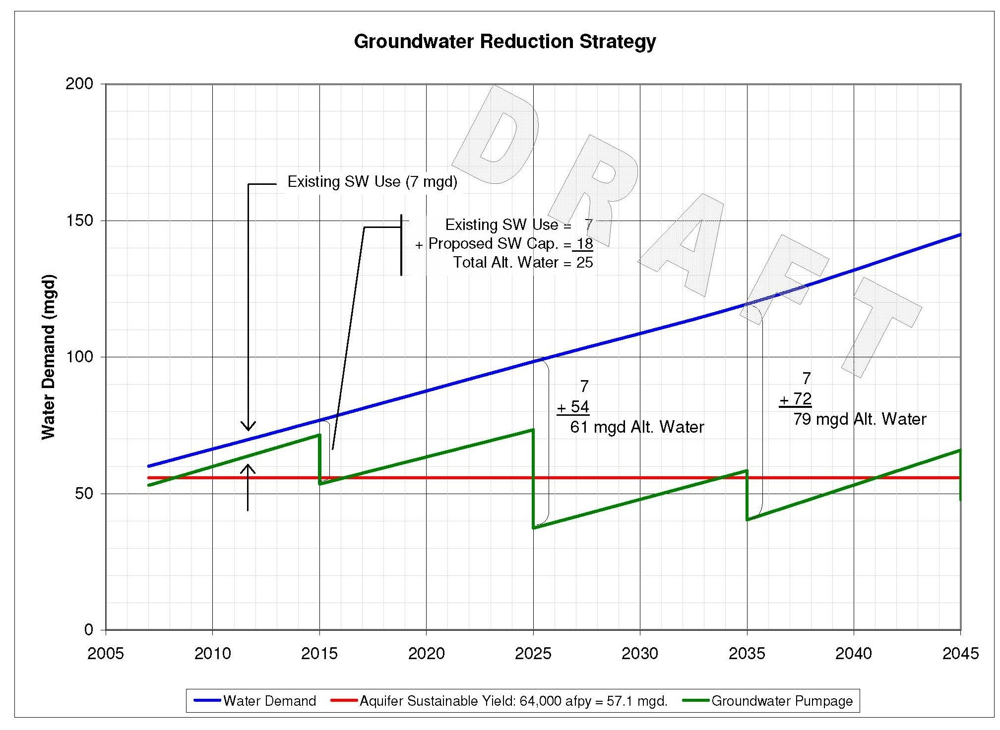 Groundwater Reduction Strategy
200
150
100
50
0
Water Demand (mgd)
DRAFT
Existing SW Use (7 mgd)
Existing SW Use = 7
+ Proposed SW Cap. = 18
Total Alt. Water = 25
7
+ 54
61 mgd Alt. Water
7
+ 72
79 mgd Alt. Water
2005 2010 2015 2020 2025 2030 2035 2040 2045
Water Demand Aquifer Sustainable Yield: 64,000 afpy = 57.1 mgd. Groundwater Pumpage